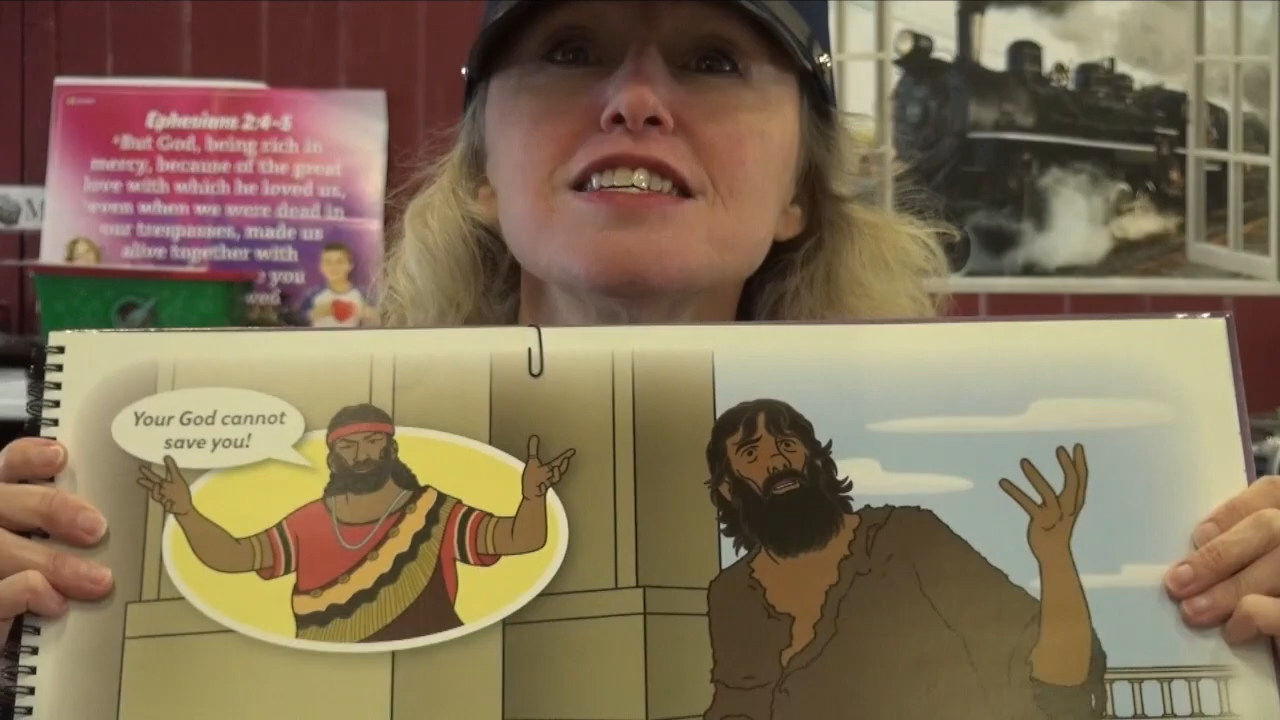 Ephesians 2:4-5
"But God, being rich in
mercy, because of the great
love with which he loved us,
even when we were dead in
our trespasses, made us
alive together with
you
Your God cannot
save you!